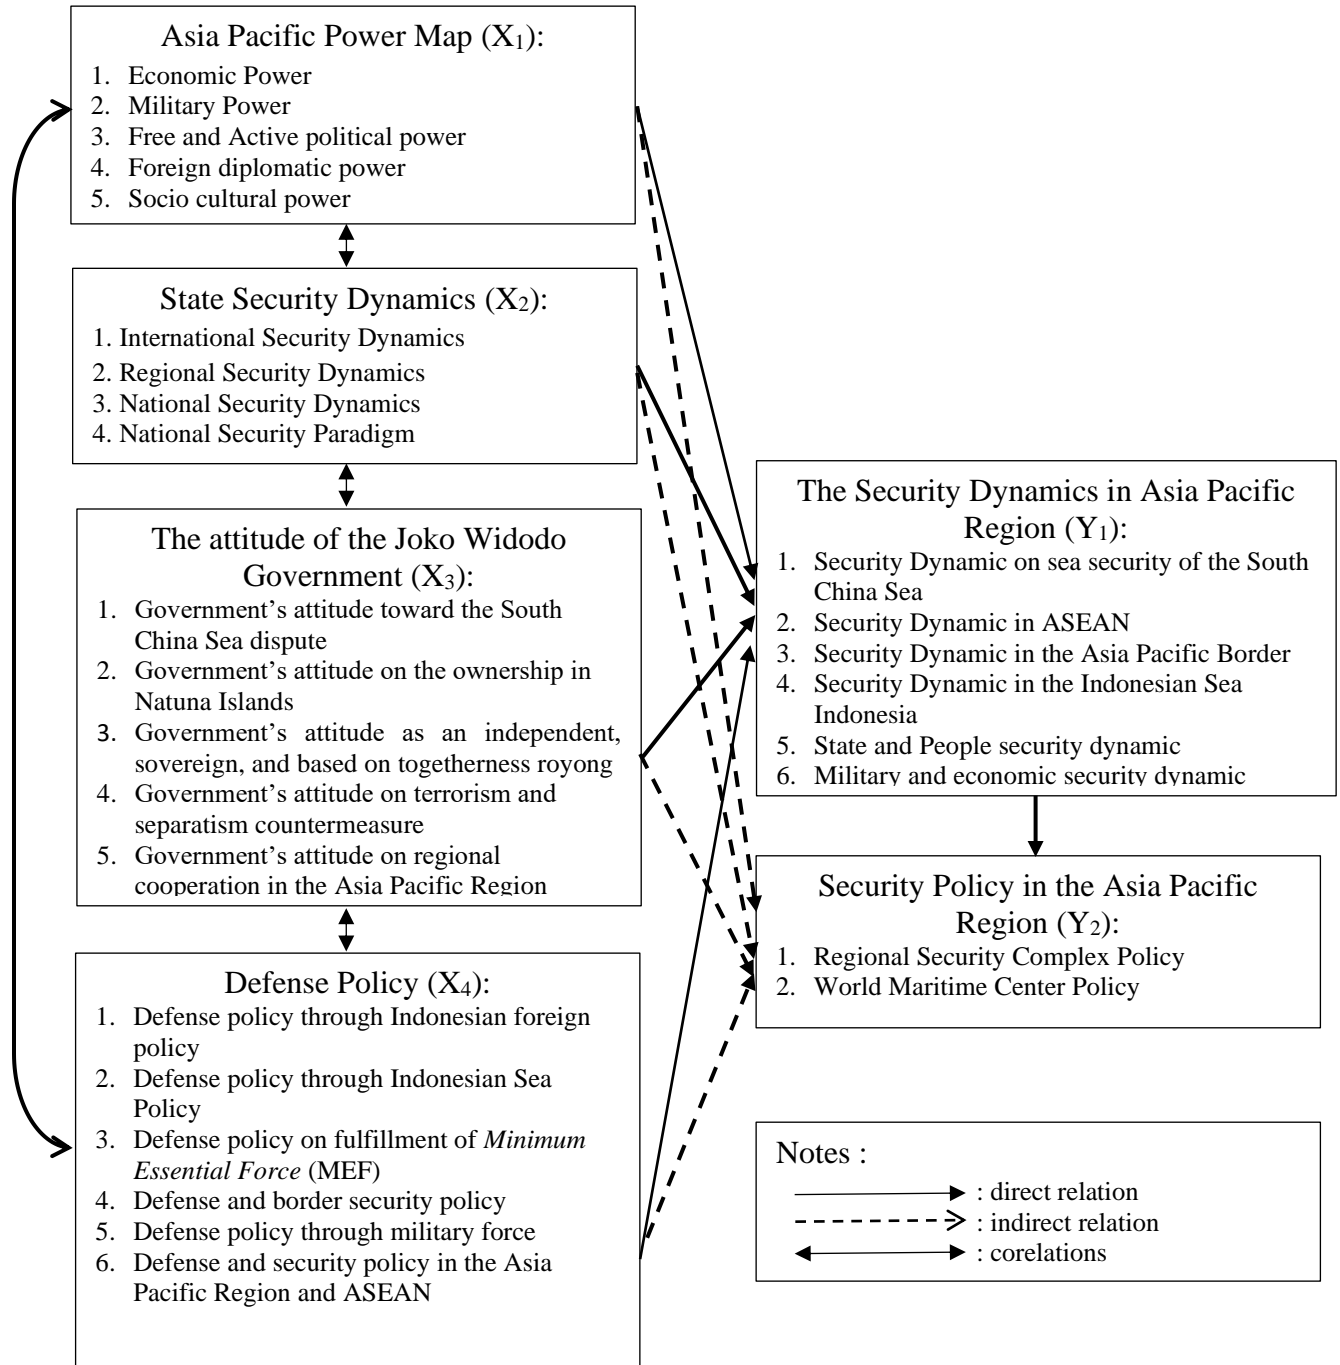 Asia Pacific Power Map (X₁):
1. Economic Power
2. Military Power
3. Free and Active political power
4. Foreign diplomatic power
5. Socio cultural power
State Security Dynamics (X₂):
1. International Security Dynamics
2. Regional Security Dynamics
3. National Security Dynamics
4. National Security Paradigm
The attitude of the Joko Widodo
Government (X₃):
1. Government’s attitude toward the South
China Sea dispute
2. Government’s attitude on the ownership in
Natuna Islands
3. Government’s attitude as an independent,
sovereign, and based on togetherness royong
4. Government’s attitude on terrorism and
separatism countermeasure
5. Government’s attitude on regional
cooperation in the Asia Pacific Region
Defense Policy (X₄):
1. Defense policy through Indonesian foreign
policy
2. Defense policy through Indonesian Sea
Policy
3. Defense policy on fulfillment of Minimum
Essential Force (MEF)
4. Defense and border security policy
5. Defense policy through military force
6. Defense and security policy in the Asia
Pacific Region and ASEAN
The Security Dynamics in Asia Pacific
Region (Y₁):
1. Security Dynamic on sea security of the South
China Sea
2. Security Dynamic in ASEAN
3. Security Dynamic in the Asia Pacific Border
4. Security Dynamic in the Indonesian Sea
Indonesia
5. State and People security dynamic
6. Military and economic security dynamic
Security Policy in the Asia Pacific
Region (Y₂):
1. Regional Security Complex Policy
2. World Maritime Center Policy
Notes :
: direct relation
: indirect relation
: corelations